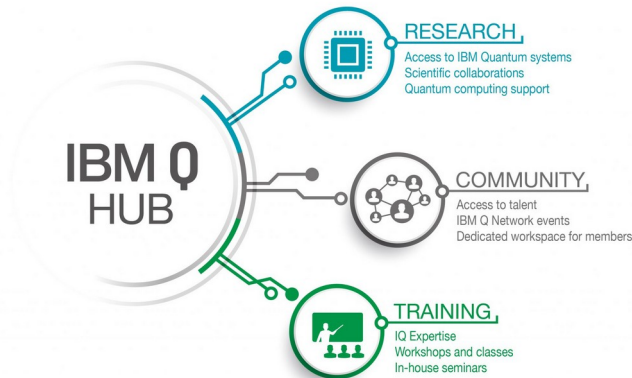 IBM Q
HUB
RESEARCH
Access to IBM Quantum systems
Scientific collaborations
Quantum computing support
COMMUNITY
Access to talent
IBM Q Network events
Dedicated workspace for members
TRAINING
IQ Expertise
Workshops and classes
In-house seminars